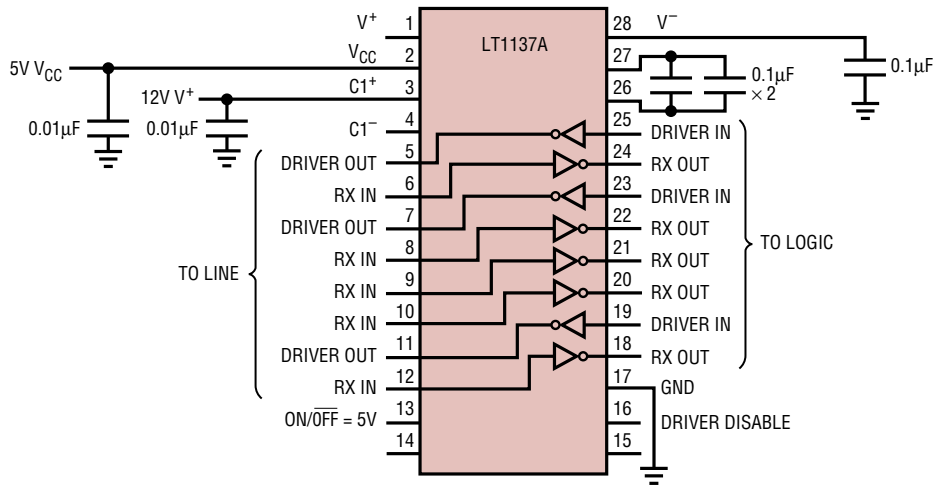 V+ 1 28 V−
LT1137A
5V VCC VCC 2 27
0.1µF
0.1µF × 2
12V V+ C1+ 3 26
0.01µF 0.01µF C1− 4 25 DRIVER IN
DRIVER OUT 5 24 RX OUT
RX IN 6 23 DRIVER IN
DRIVER OUT 7 22 RX OUT
RX IN 8 21 RX OUT
TO LINE TO LOGIC
RX IN 9 20 RX OUT
RX IN 10 19 DRIVER IN
DRIVER OUT 11 18 RX OUT
RX IN 12 17 GND
ON/OFF = 5V 13 16 DRIVER DISABLE
14 15